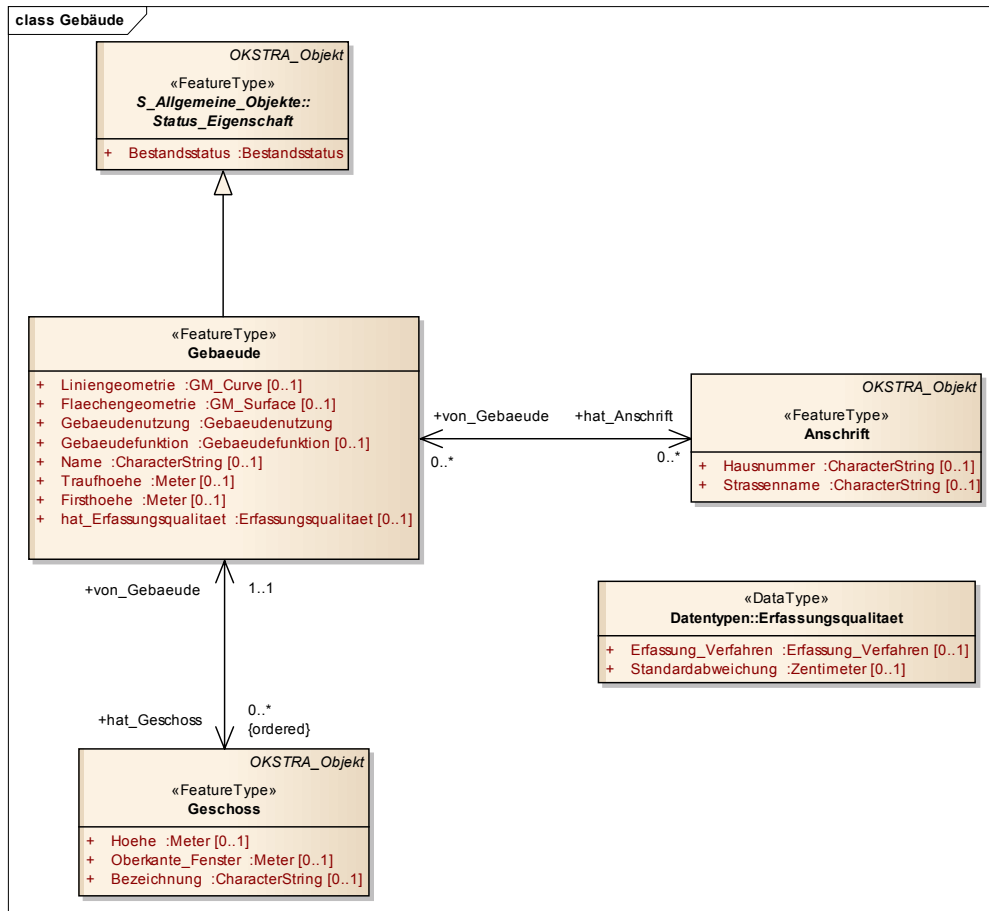 class Gebäude
OKSTRA_Objekt
«FeatureType»
S_Allgemeine_Objekte::
Status_Eigenschaft
+ Bestandsstatus :Bestandsstatus
«FeatureType»
Gebaeude
+ Liniengeometrie :GM_Curve [0..1]
+ Flaechengeometrie :GM_Surface [0..1]
+ Gebaeudenutzung :Gebaeudenutzung
+ Gebaeudefunktion :Gebaeudefunktion [0..1]
+ Name :CharacterString [0..1]
+ Traufhoehe :Meter [0..1]
+ Firsthoehe :Meter [0..1]
+ hat_Erfassungsqualitaet :Erfassungsqualitaet [0..1]
+von_Gebaeude +hat_Anschrift
0..* 0..*
OKSTRA_Objekt
«FeatureType»
Anschrift
+ Hausnummer :CharacterString [0..1]
+ Strassenname :CharacterString [0..1]
+von_Gebaeude 1..1
«DataType»
Datentypen::Erfassungsqualitaet
+ Erfassung_Verfahren :Erfassung_Verfahren [0..1]
+ Standardabweichung :Zentimeter [0..1]
+hat_Geschoss 0..*
{ordered}
OKSTRA_Objekt
«FeatureType»
Geschoss
+ Hoehe :Meter [0..1]
+ Oberkante_Fenster :Meter [0..1]
+ Bezeichnung :CharacterString [0..1]